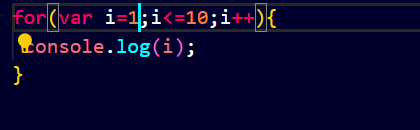 for(var i=1;i<=10;i++){
console.log(i);
}